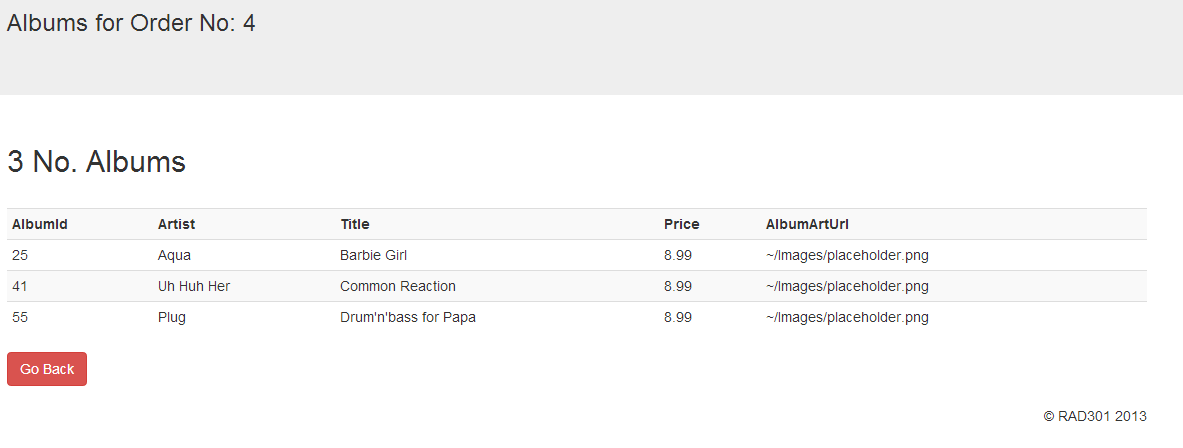 Albums for Order No: 4
3 No. Albums
AlbumId Artist Title Price AlbumArtUrl
25 Aqua Barbie Girl 8.99 ~/Images/placeholder.png
41 Uh Huh Her Common Reaction 8.99 ~/Images/placeholder.png
55 Plug Drum'n'bass for Papa 8.99 ~/Images/placeholder.png
Go Back
© RAD301 2013